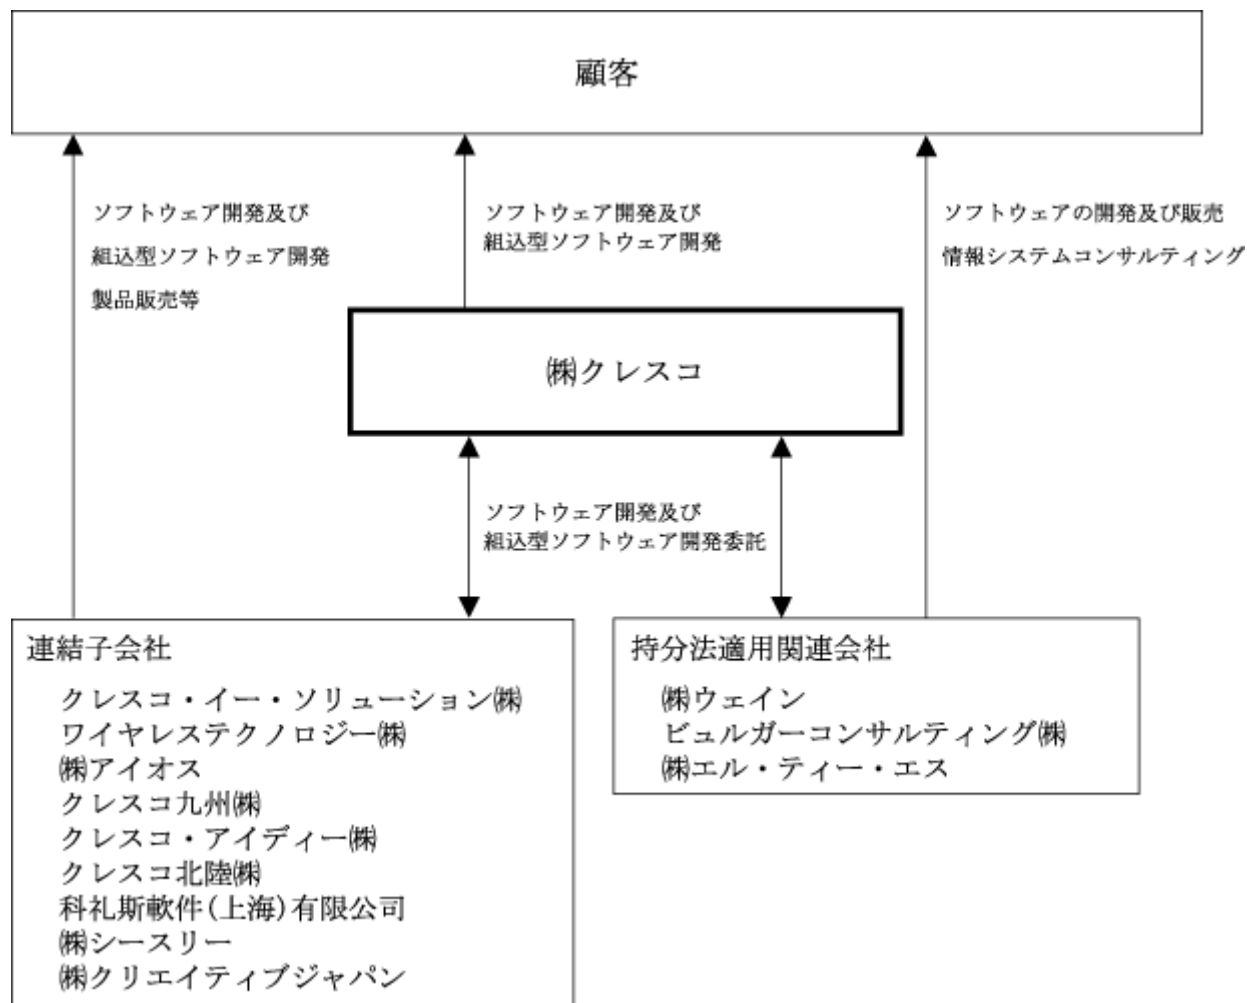 顧客
ソフトウェア開発及び
組込型ソフトウェア開発
製品販売等
ソフトウェア開発及び
組込型ソフトウェア開発
ソフトウェアの開発及び販売
情報システムコンサルティング
㈱クレスコ
ソフトウェア開発及び
組込型ソフトウェア開発委託
連結子会社
クレスコ・イー・ソリューション㈱
ワイヤレステクノロジー㈱
㈱アイオス
クレスコ九州㈱
クレスコ・アイディー㈱
クレスコ北陸㈱
科礼斯軟件(上海)有限公司
㈱シースリー
㈱クリエイティブジャパン
持分法適用関連会社
㈱ウェイン
ビュルガーコンサルティング㈱
㈱エル・ティー・エス